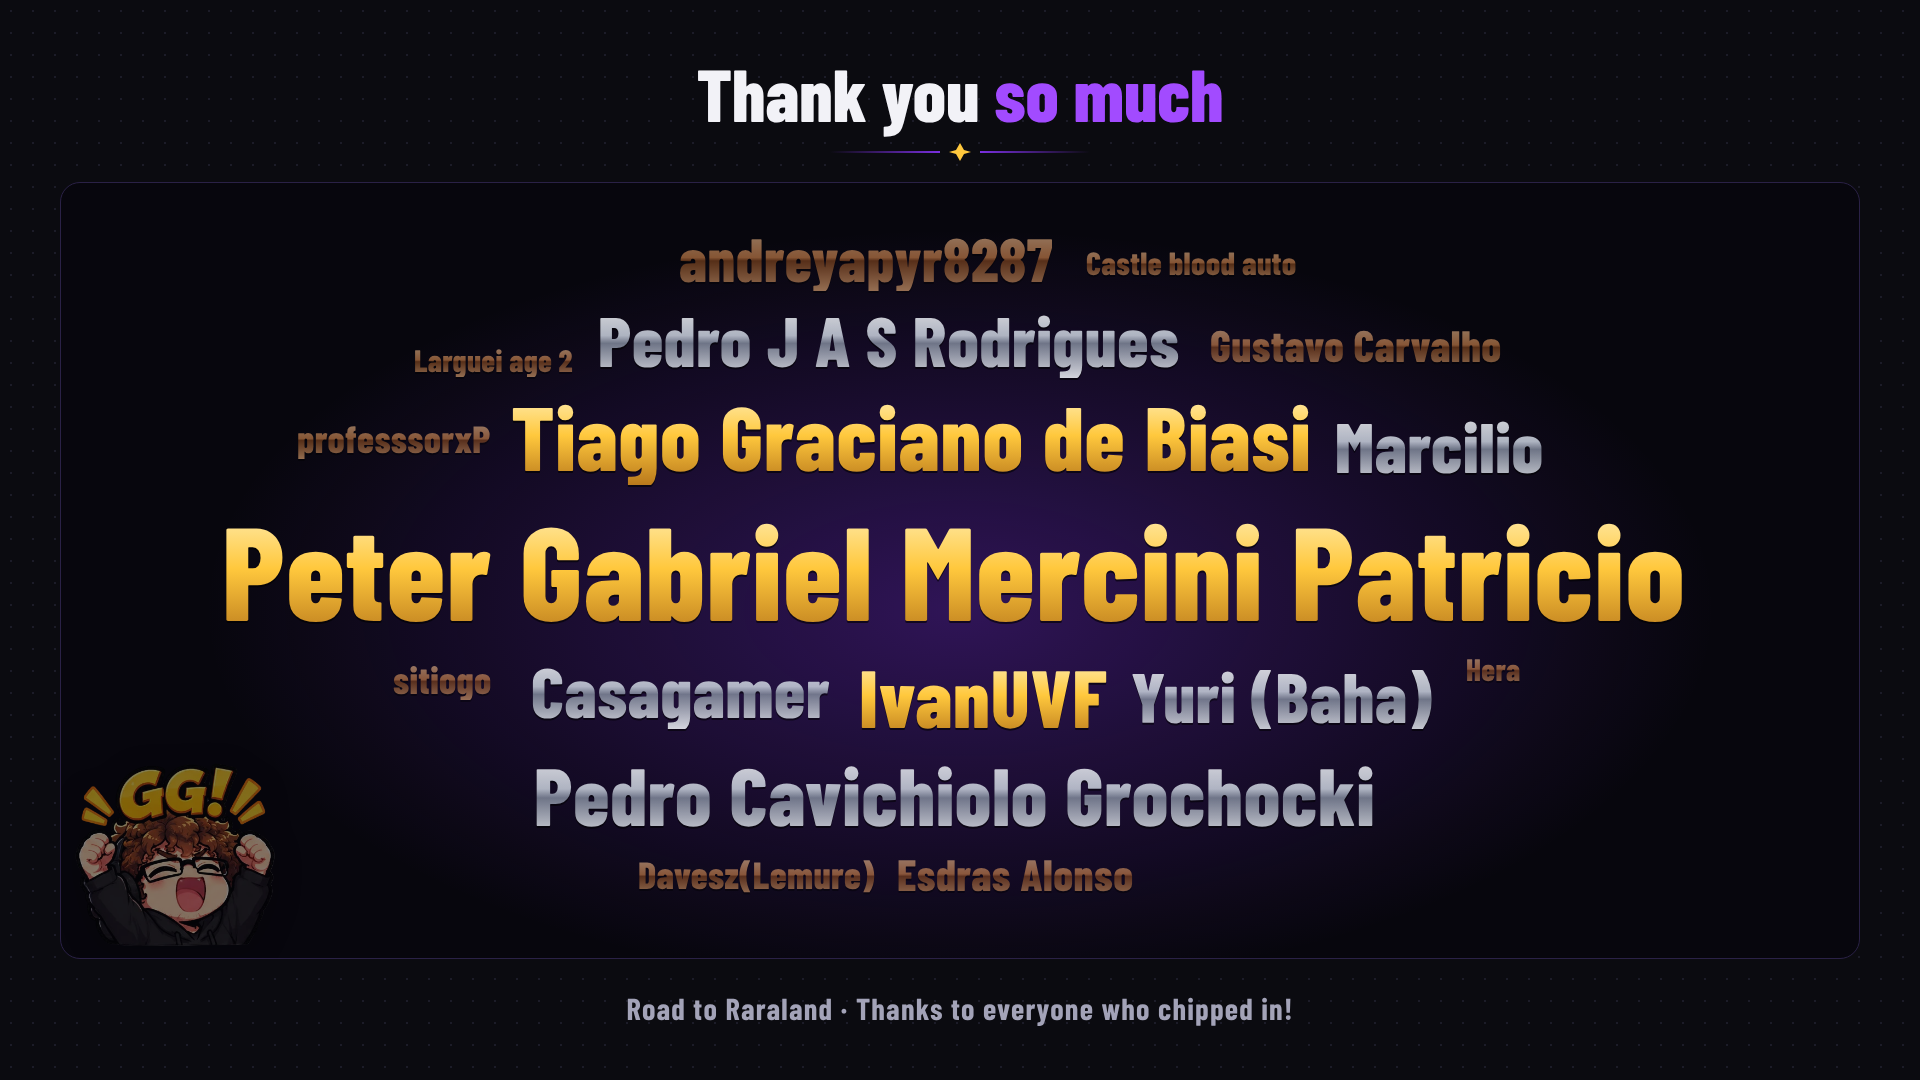 Thank you so much
andreyapyr8287 Castle blood auto
Larguei age 2 Pedro J A S Rodrigues Gustavo Carvalho
professsorxP Tiago Graciano de Biasi Marcilio
Peter Gabriel Mercini Patricio
sitiogo Casagamer IvanUVF Yuri (Baha) Hera
Pedro Cavichiolo Grochocki
GG!
Davesz(Lemure) Esdras Alonso
Road to Raraland · Thanks to everyone who chipped in!